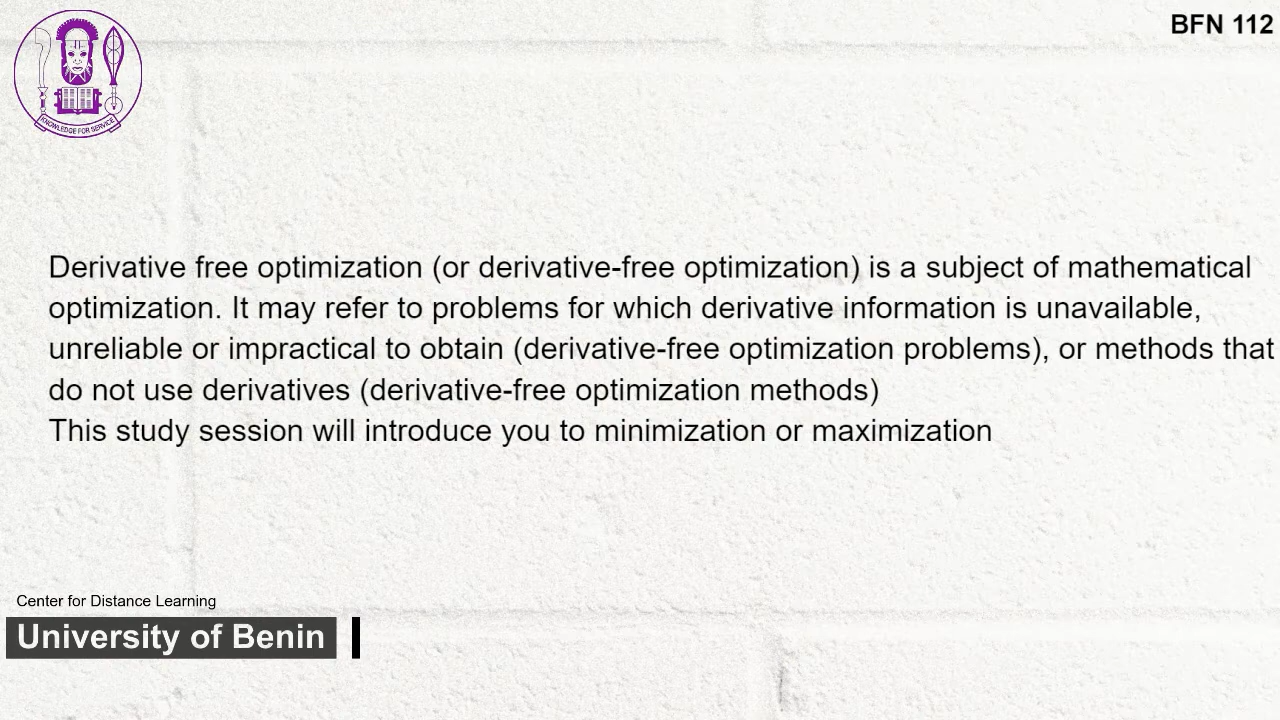 BFN 112
KNOWLEDGE FOR SERVICE
Derivative free optimization (or derivative-free optimization) is a subject of mathematical
optimization. It may refer to problems for which derivative information is unavailable,
unreliable or impractical to obtain (derivative-free optimization problems), or methods that
do not use derivatives (derivative-free optimization methods)
This study session will introduce you to minimization or maximization
Center for Distance Learning
University of Benin